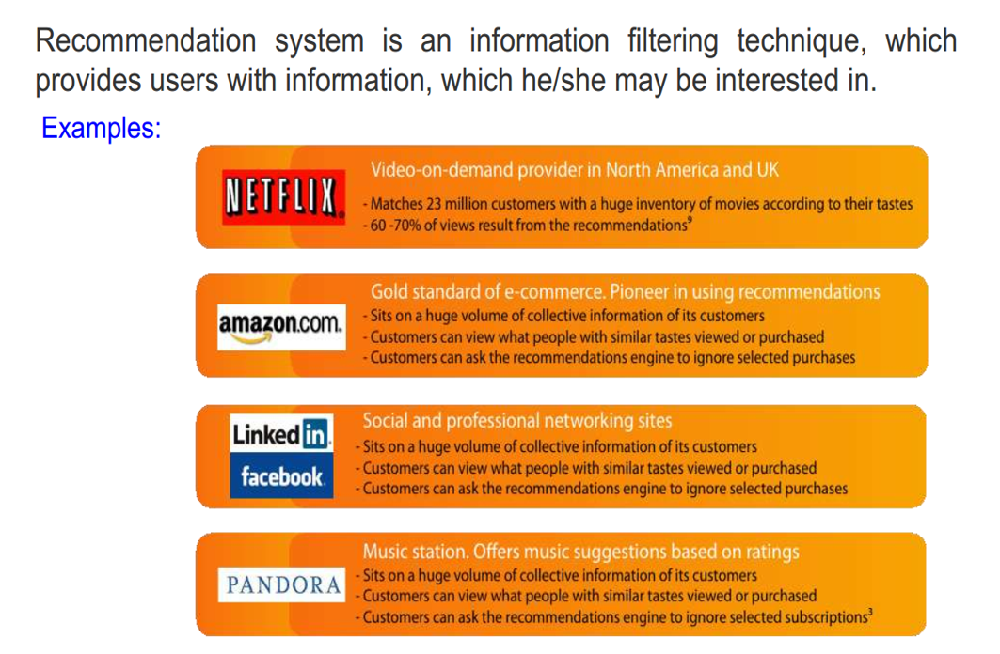 Recommendation system is an information filtering technique, which
provides users with information, which he/she may be interested in.
Examples:
NETFLIX
Video-on-demand provider in North America and UK
- Matches 23 million customers with a huge inventory of movies according to their tastes
- 60 -70% of views result from the recommendations⁹
amazon.com.
Gold standard of e-commerce. Pioneer in using recommendations
- Sits on a huge volume of collective information of its customers
- Customers can view what people with similar tastes viewed or purchased
- Customers can ask the recommendations engine to ignore selected purchases
Linked in.
facebook
Social and professional networking sites
- Sits on a huge volume of collective information of its customers
- Customers can view what people with similar tastes viewed or purchased
- Customers can ask the recommendations engine to ignore selected purchases
PANDORA
Music station. Offers music suggestions based on ratings
- Sits on a huge volume of collective information of its customers
- Customers can view what people with similar tastes viewed or purchased
- Customers can ask the recommendations engine to ignore selected subscriptions³